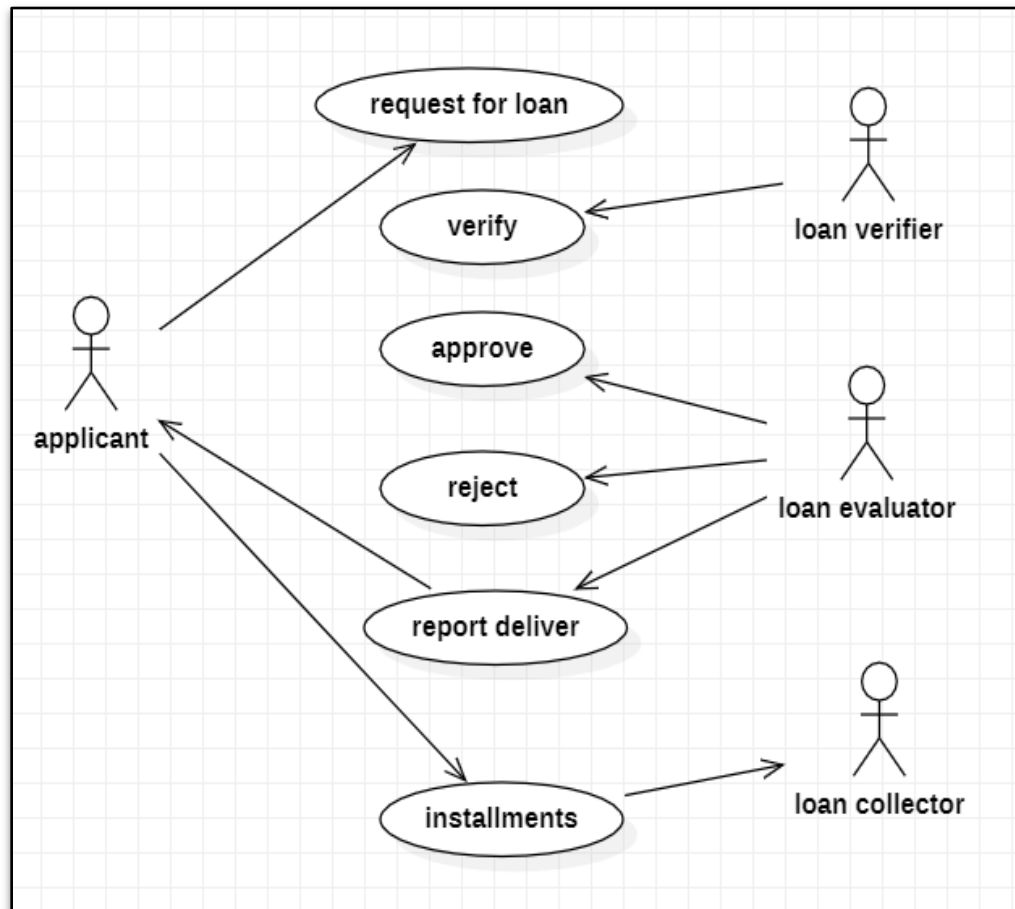 request for loan
verify
loan verifier
approve
applicant
reject
loan evaluator
report deliver
installments
loan collector